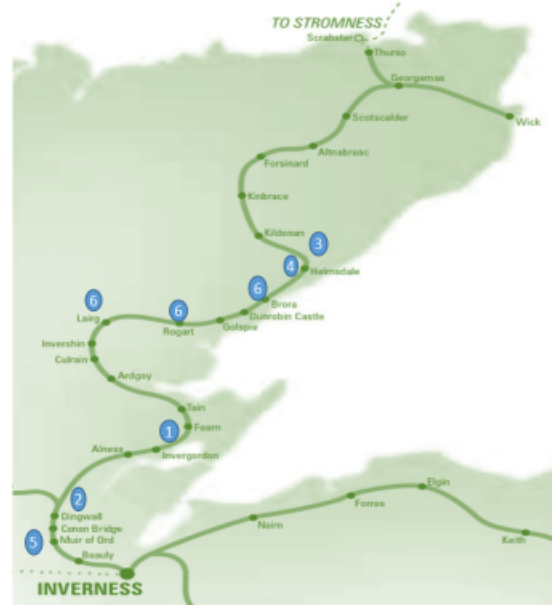 TO STROMNESS
Scrabster
Thurso
Georgemas
Scotscalder
Wick
Altnabreac
Forsinard
Kinbrace
Kildonan
3
4
Helmsdale
6
6
6
Brora
Lairg
Dunrobin Castle
Golspie
Rogart
Invershin
Culrain
Ardgay
Tain
1
Fearn
Alness
Invergordon
2
Elgin
Forres
Dingwall
Nairn
Conon Bridge
5
Muir of Ord
Keith
Beauly
INVERNESS